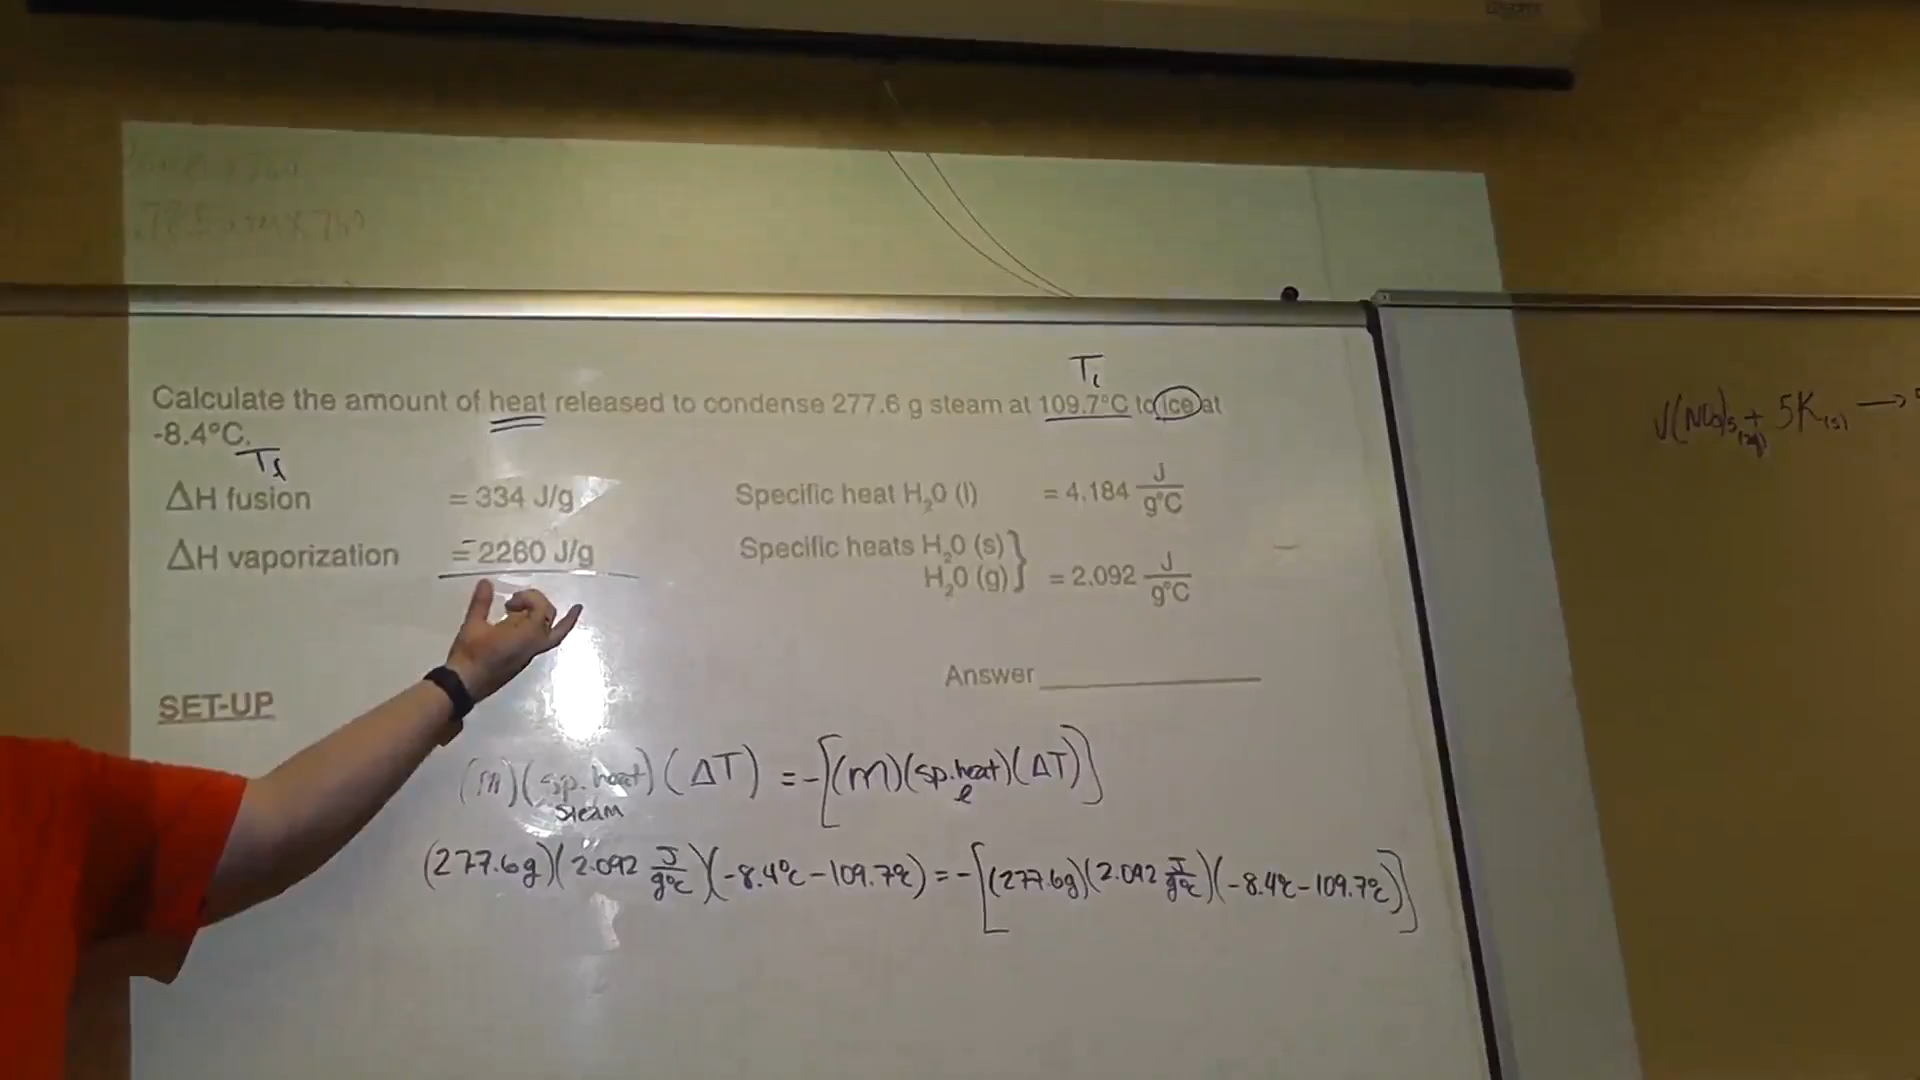 T_i
Calculate the amount of heat released to condense 277.6 g steam at 109.7°C to ice at
-8.4°C.
T_f
ΔH fusion = 334 J/g Specific heat H₂O (l) = 4.184 J/g°C
ΔH vaporization = -2260 J/g Specific heats H₂O (s)
H₂O (g)} = 2.092 J/g°C
Answer
SET-UP
(m)(sp.heat)(ΔT) = -[(m)(sp.heat)(ΔT)]
steam l
(277.6g)(2.092 J/g°C)(-8.4°C-109.7°C) = -[(277.6g)(2.092 J/g°C)(-8.4°C-109.7°C)]
5K(s) →